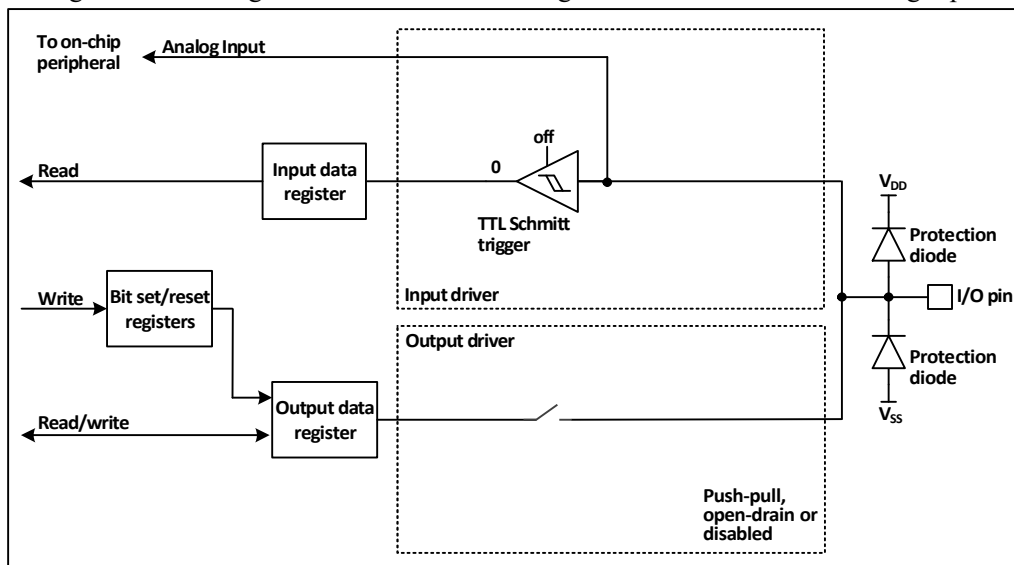 To on-chip
peripheral
Analog Input
off
Read
Input data
register
0
TTL Schmitt
trigger
VDD
Protection
diode
Input driver
Write
Bit set/reset
registers
I/O pin
Output driver
Protection
diode
Read/write
Output data
register
VSS
Push-pull,
open-drain or
disabled